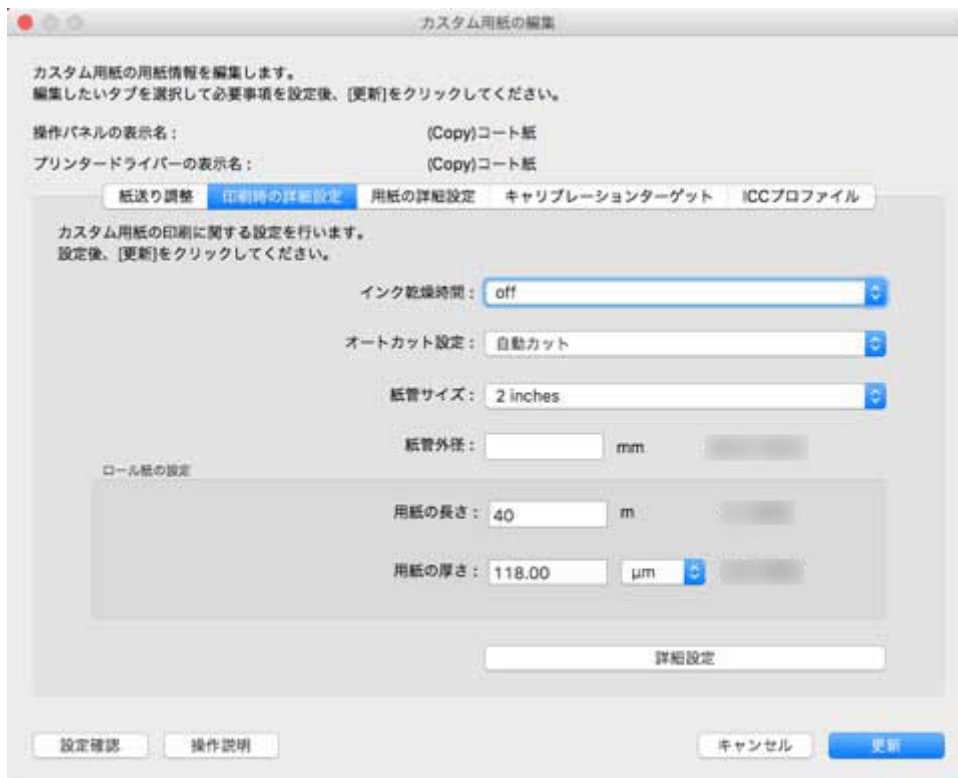 カスタム用紙の編集
カスタム用紙の用紙情報を編集します。
編集したいタブを選択して必要事項を設定後、[更新]をクリックしてください。
操作パネルの表示名： (Copy)コート紙
プリンタードライバーの表示名： (Copy)コート紙
紙送り調整 印刷時の詳細設定 用紙の詳細設定 キャリブレーションターゲット ICCプロファイル
カスタム用紙の印刷に関する設定を行います。
設定後、[更新]をクリックしてください。
インク乾燥時間： off
オートカット設定： 自動カット
紙管サイズ： 2 inches
紙管外径： mm
ロール紙の設定
用紙の長さ： 40 m
用紙の厚さ： 118.00 μm
詳細設定
設定確認 操作説明 キャンセル 更新